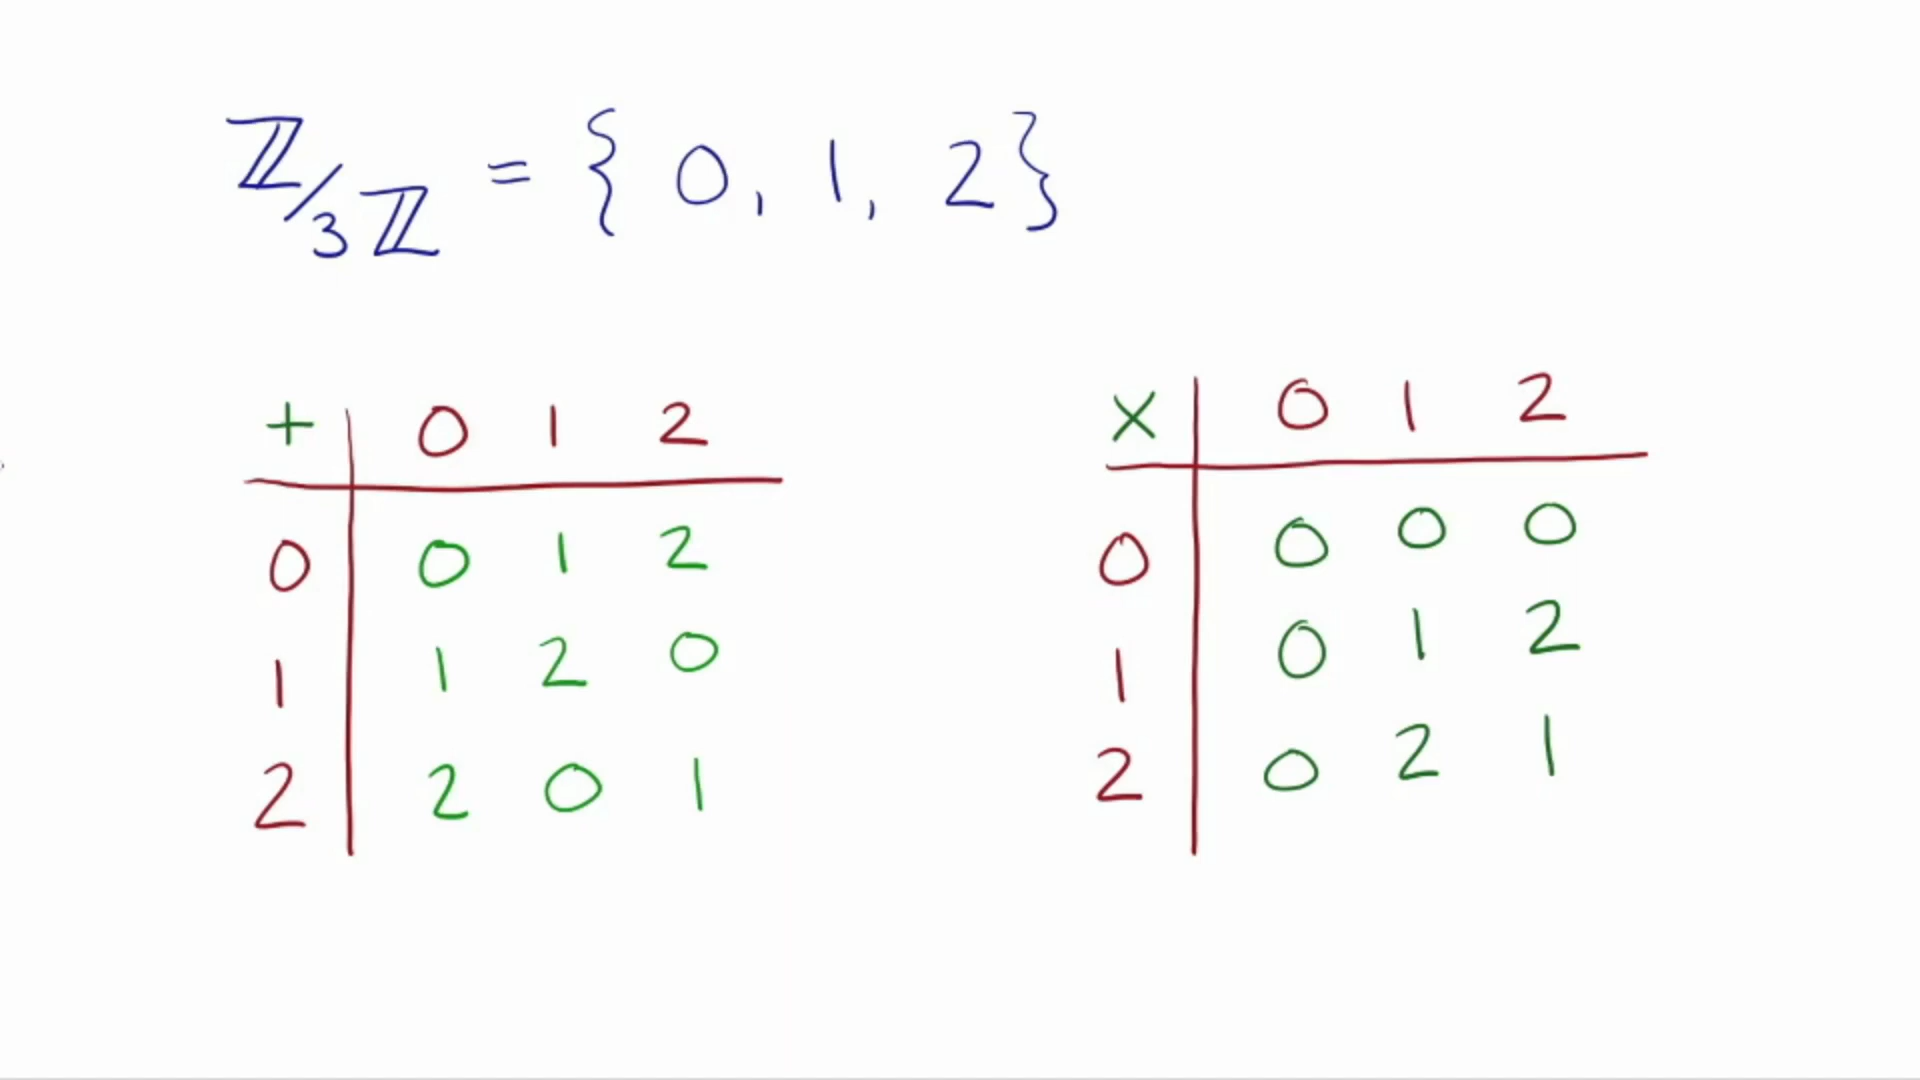 ℤ/3ℤ = { 0, 1, 2 }
+ 0 1 2
0 0 1 2
1 1 2 0
2 2 0 1
x 0 1 2
0 0 0 0
1 0 1 2
2 0 2 1